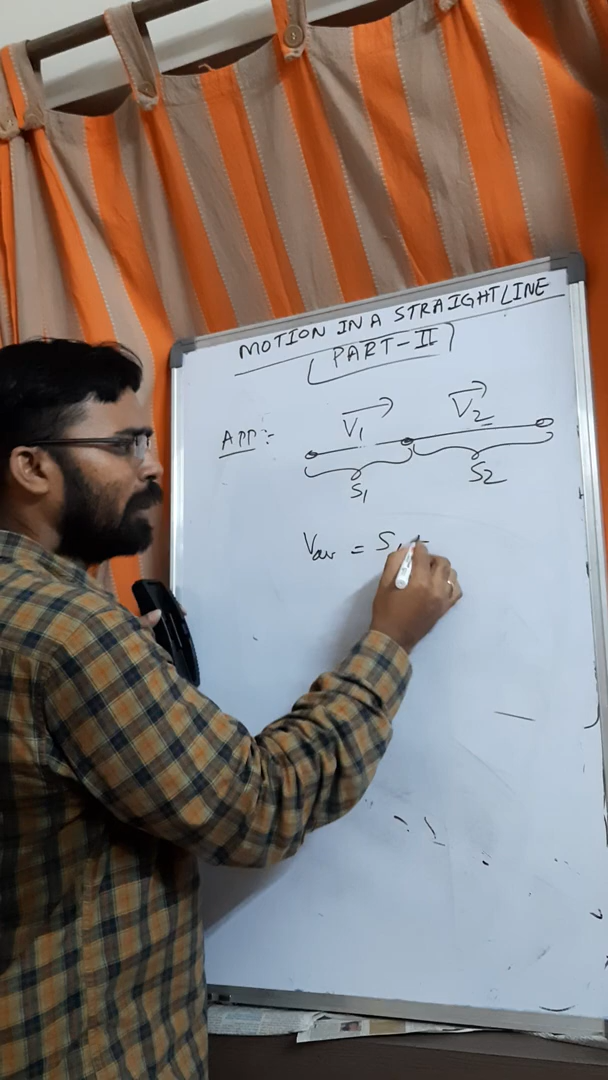 MOTION IN A STRAIGHT LINE
(PART-II)
APP:-
V1 V2
S1 S2
Vav = S1 +